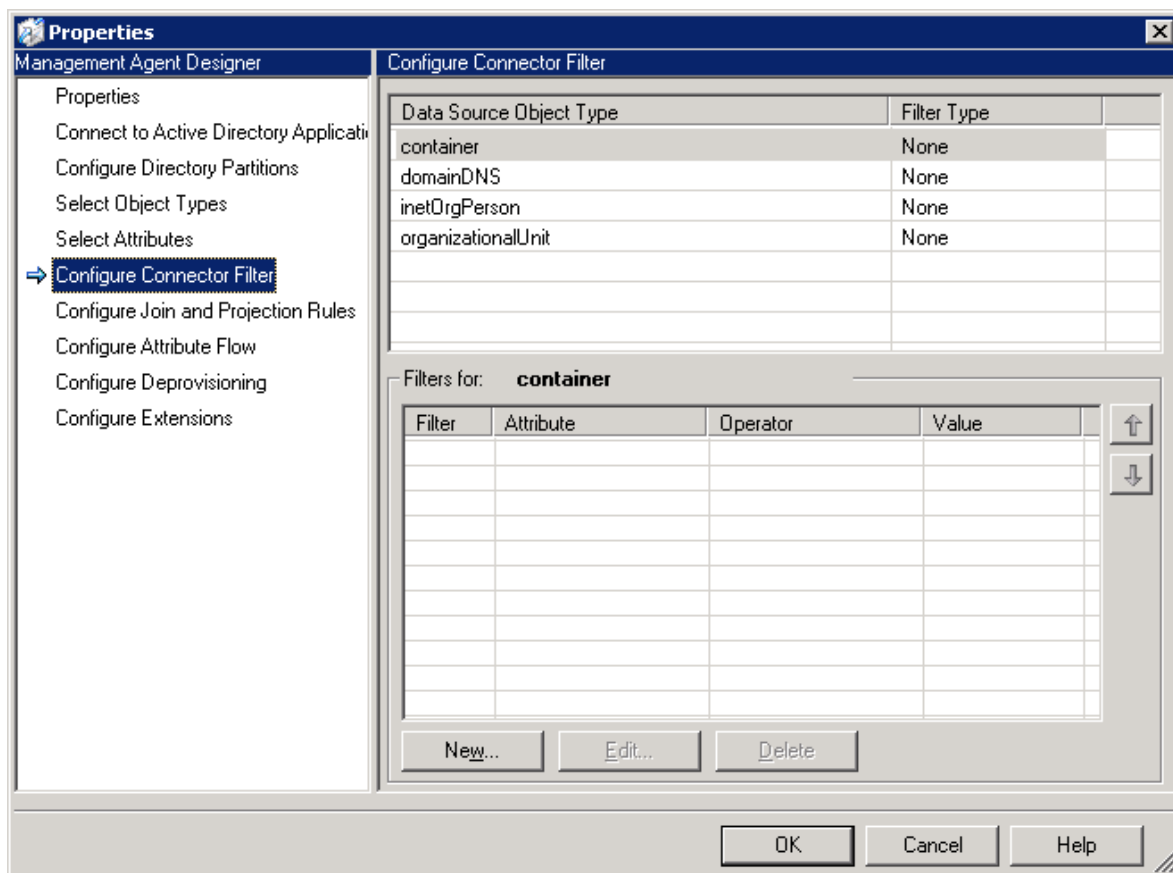 Properties
Management Agent Designer
Properties
Connect to Active Directory Applicati
Configure Directory Partitions
Select Object Types
Select Attributes
Configure Connector Filter
Configure Join and Projection Rules
Configure Attribute Flow
Configure Deprovisioning
Configure Extensions
Configure Connector Filter
Data Source Object Type Filter Type
container None
domainDNS None
inetOrgPerson None
organizationalUnit None
Filters for: container
Filter Attribute Operator Value
New... Edit... Delete
OK Cancel Help